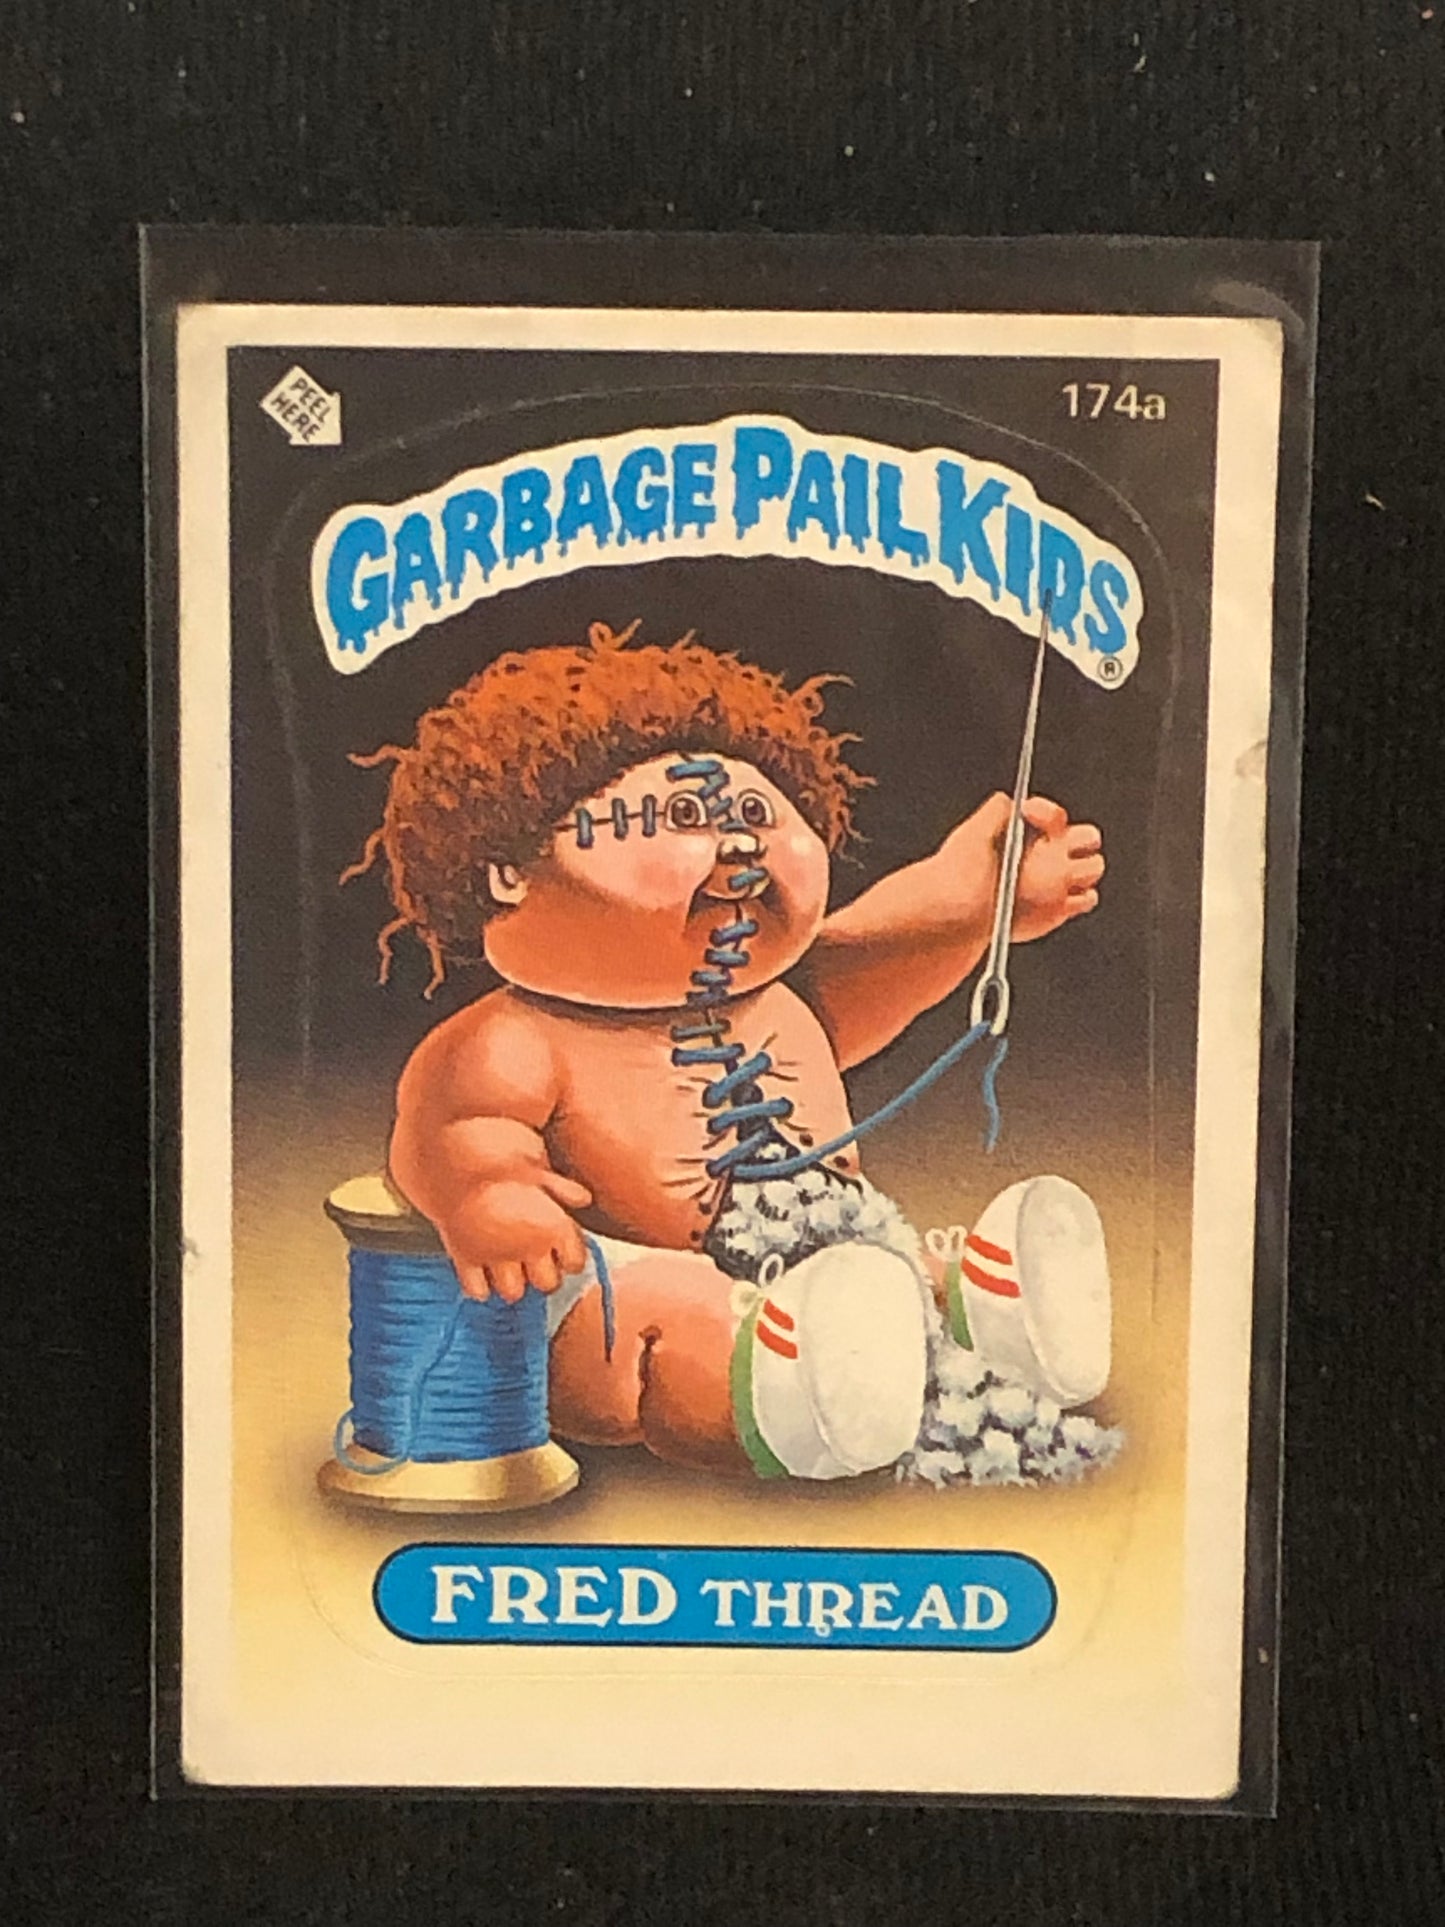 PEEL
HERE
174a
GARBAGE PAIL KIDS
®
FRED THREAD